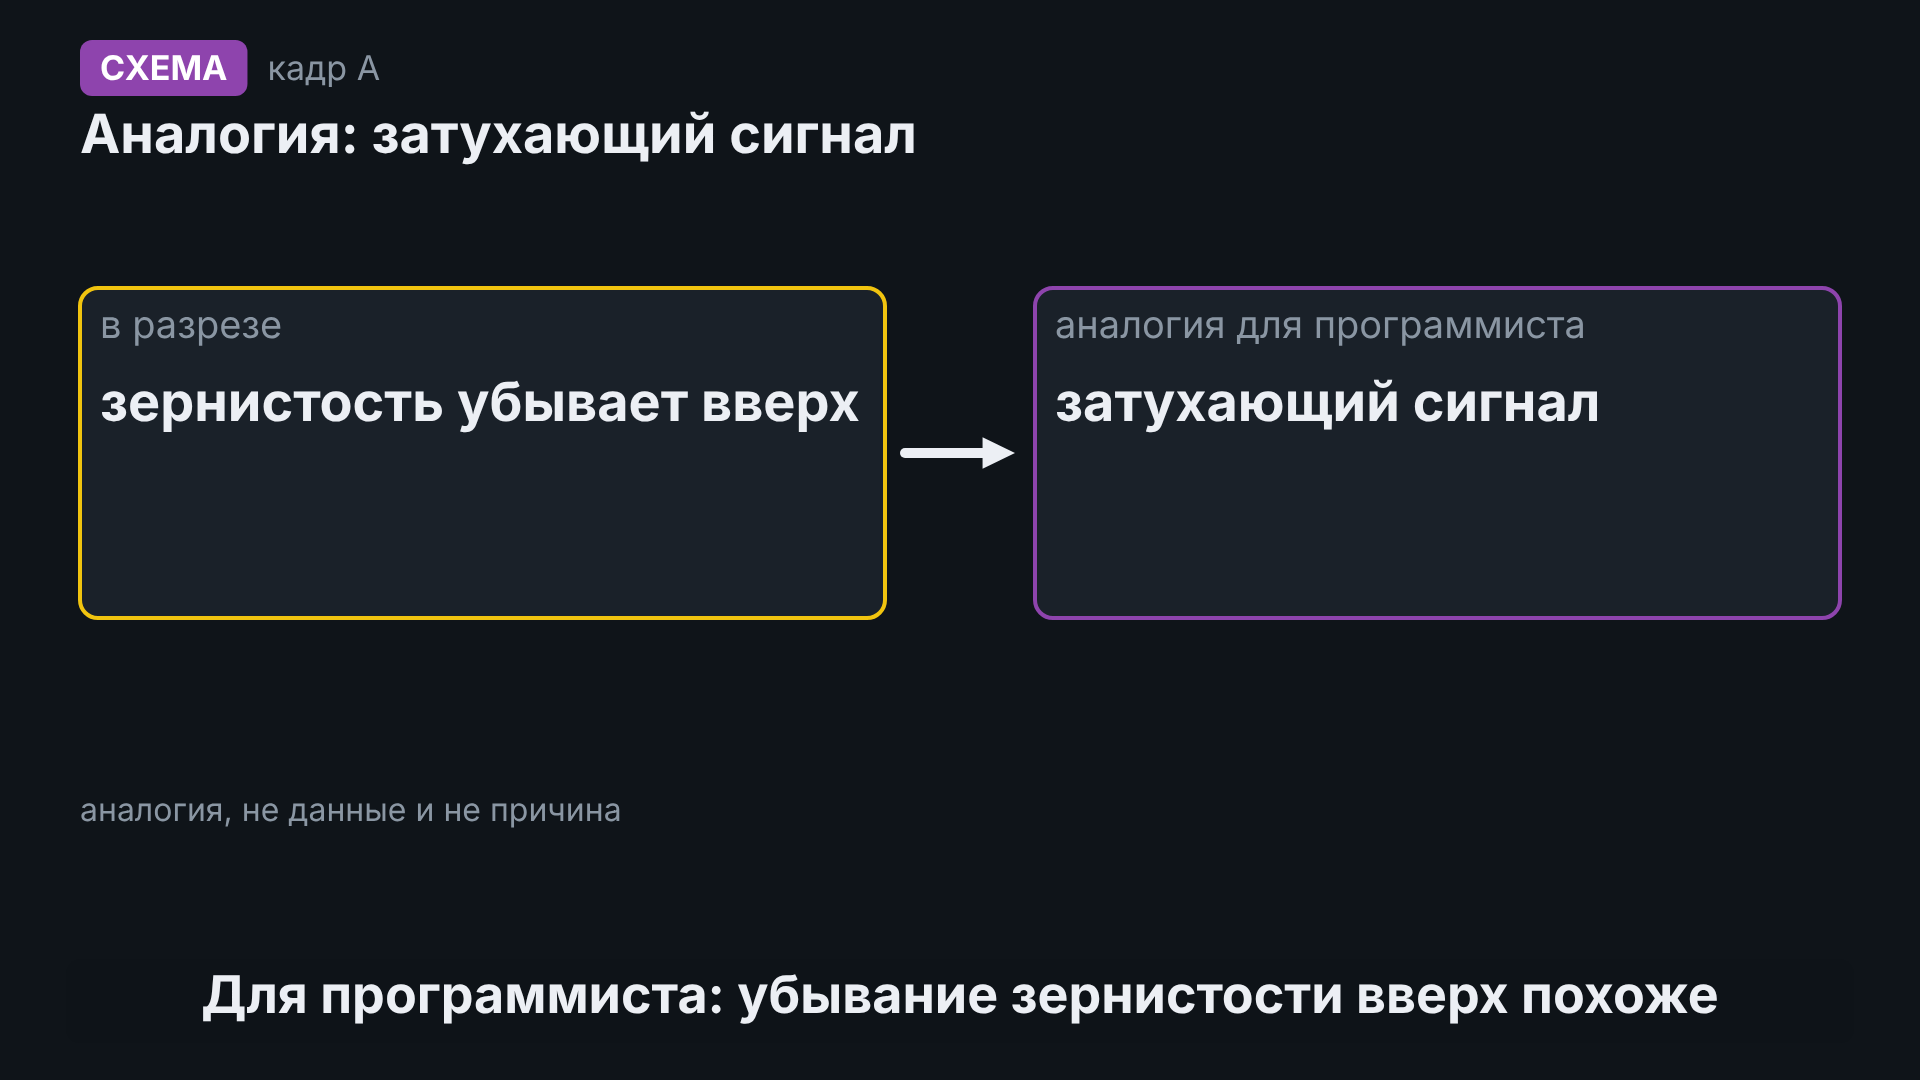 СХЕМА кадр А
Аналогия: затухающий сигнал
в разрезе
зернистость убывает вверх
аналогия для программиста
затухающий сигнал
аналогия, не данные и не причина
Для программиста: убывание зернистости вверх похоже